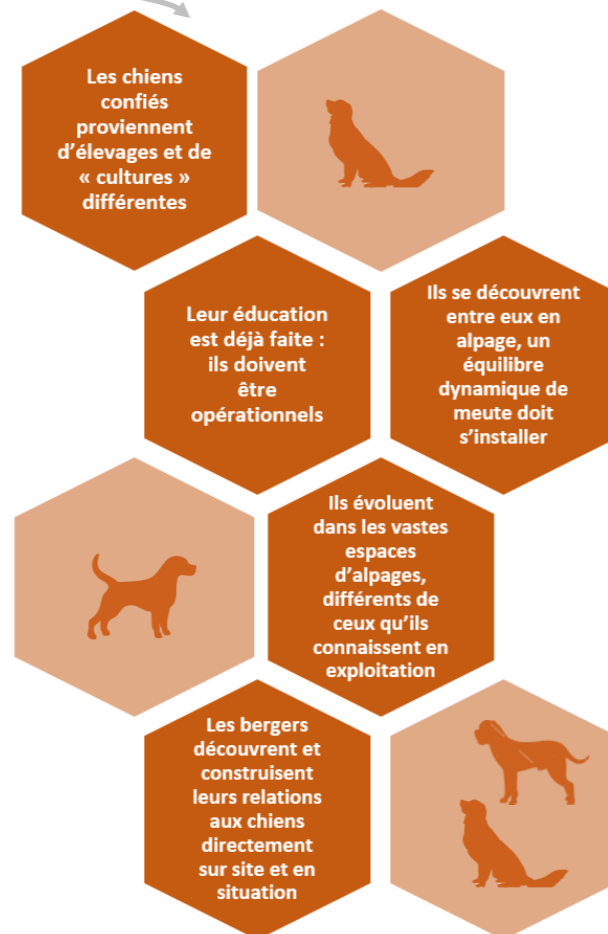 Les chiens
confiés
proviennent
d'élevages et de
« cultures »
différentes
Leur éducation
est déjà faite :
ils doivent
être
opérationnels
Ils se découvrent
entre eux en
alpage, un
équilibre
dynamique de
meute doit
s'installer
Ils évoluent
dans les vastes
espaces
d'alpages,
différents de
ceux qu'ils
connaissent en
exploitation
Les bergers
découvrent et
construisent
leurs relations
aux chiens
directement
sur site et en
situation